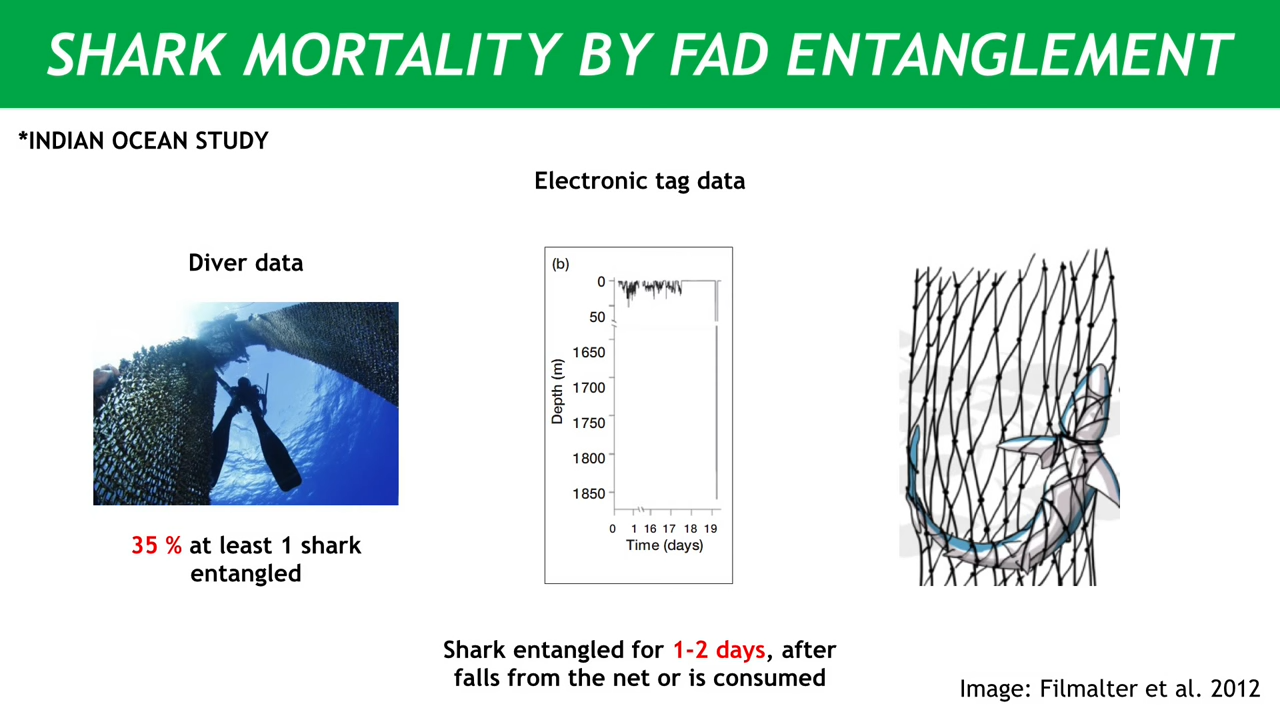 SHARK MORTALITY BY FAD ENTANGLEMENT
*INDIAN OCEAN STUDY
Electronic tag data
Diver data
(b)
0
50
1650
1700
1750
1800
1850
Depth (m)
0 1 16 17 18 19
Time (days)
35 % at least 1 shark
entangled
Shark entangled for 1-2 days, after
falls from the net or is consumed
Image: Filmalter et al. 2012